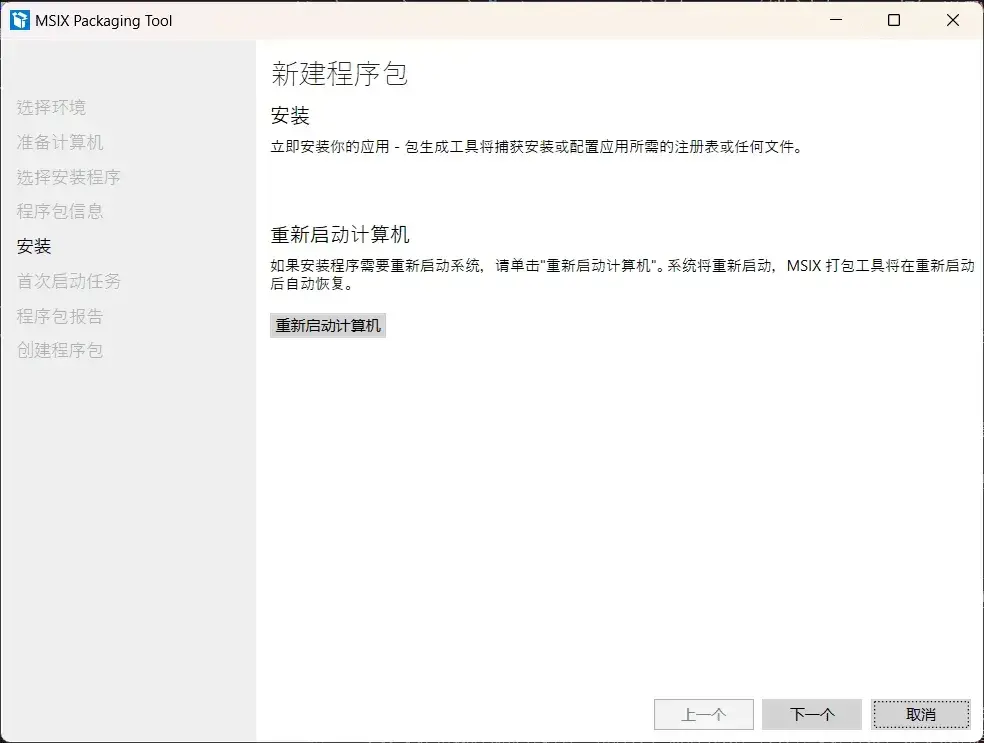 MSIX Packaging Tool
选择环境
准备计算机
选择安装程序
程序包信息
安装
首次启动任务
程序包报告
创建程序包
新建程序包
安装
立即安装你的应用 - 包生成工具将捕获安装或配置应用所需的注册表或任何文件。
重新启动计算机
如果安装程序需要重新启动系统，请单击"重新启动计算机"。系统将重新启动，MSIX 打包工具将在重新启动
后自动恢复。
重新启动计算机
上一个
下一个
取消